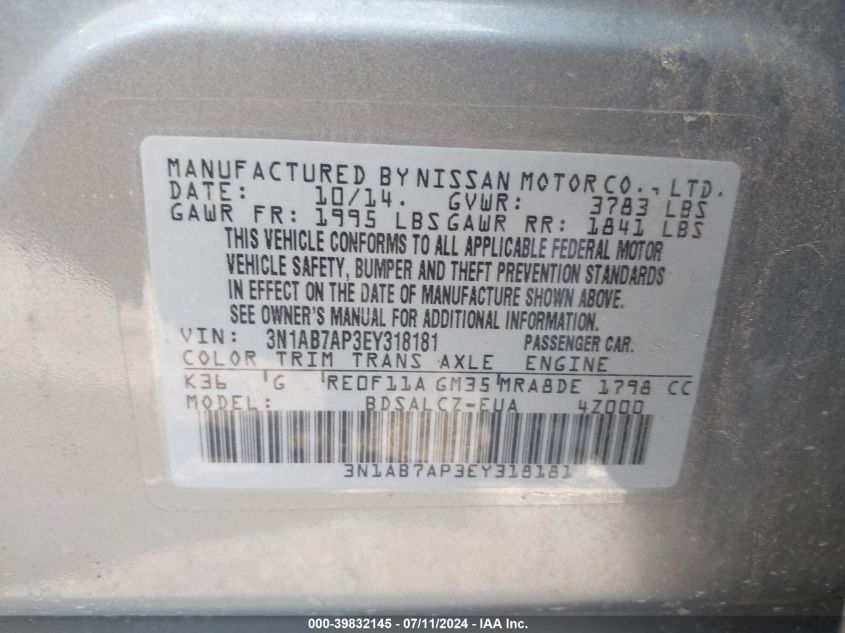 MANUFACTURED BY NISSAN MOTOR CO., LTD.
DATE: 10/14. GVWR: 3783 LBS
GAWR FR: 1995 LBS GAWR RR: 1841 LBS
THIS VEHICLE CONFORMS TO ALL APPLICABLE FEDERAL MOTOR
VEHICLE SAFETY, BUMPER AND THEFT PREVENTION STANDARDS
IN EFFECT ON THE DATE OF MANUFACTURE SHOWN ABOVE.
SEE OWNER'S MANUAL FOR ADDITIONAL INFORMATION.
VIN: 3N1AB7AP3EY318181 PASSENGER CAR.
COLOR TRIM TRANS AXLE ENGINE
K36 G RE0F11A GM35 MRA8DE 1798 CC
MODEL: BDSALCZ-EUA 4Z000
3N1AB7AP3EY318181
000-39832145 - 07/11/2024 - IAA Inc.